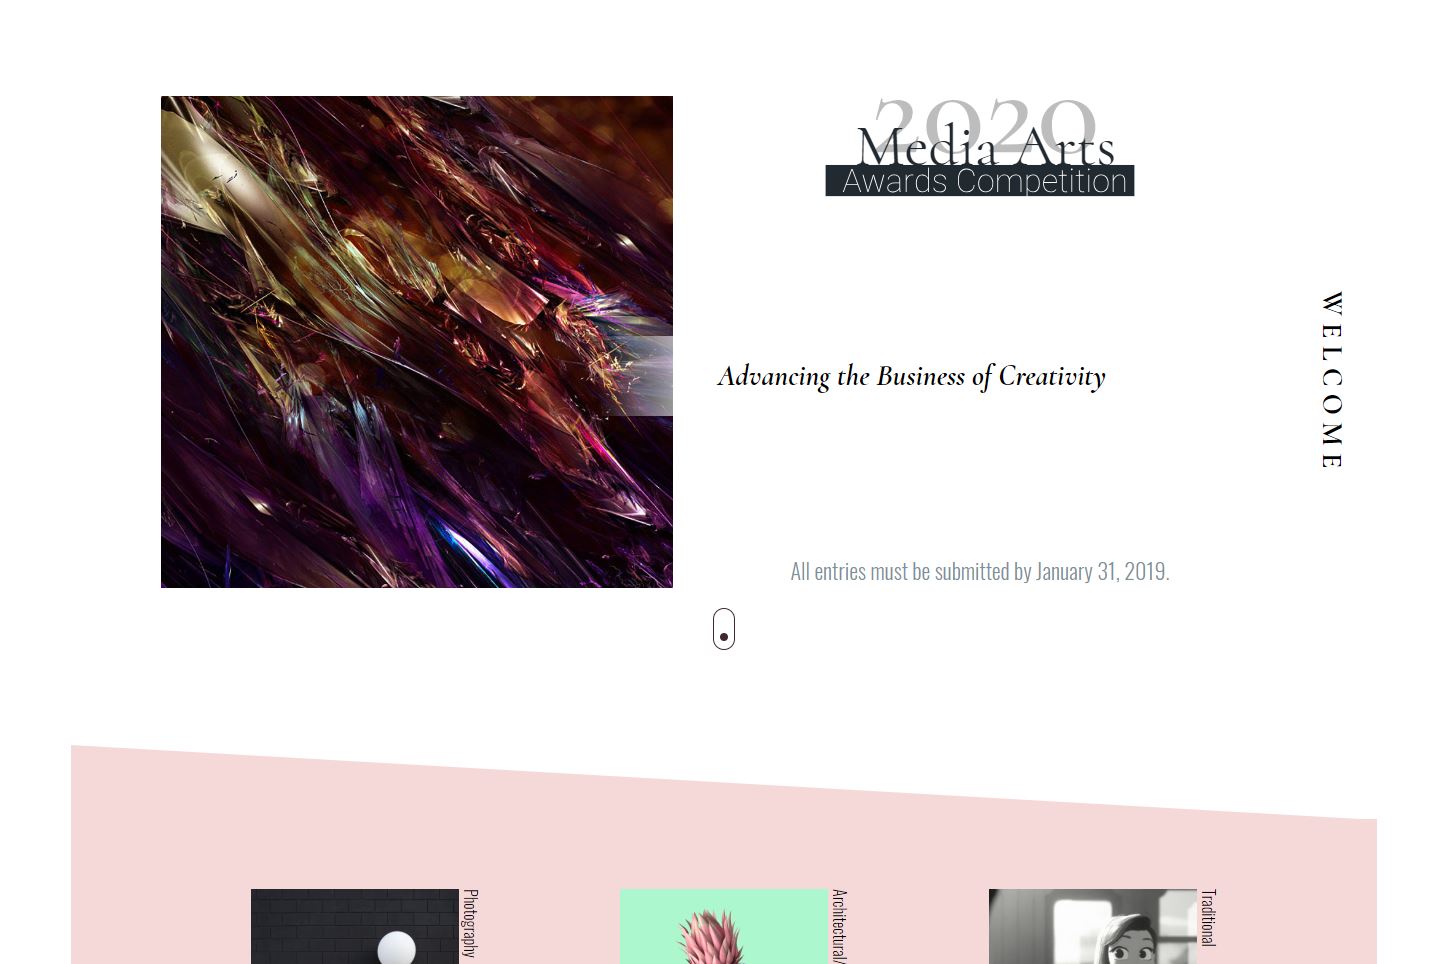 2020
Media Arts
Awards Competition
WELCOME
Advancing the Business of Creativity
All entries must be submitted by January 31, 2019.
Photography
Architectural/
Traditional